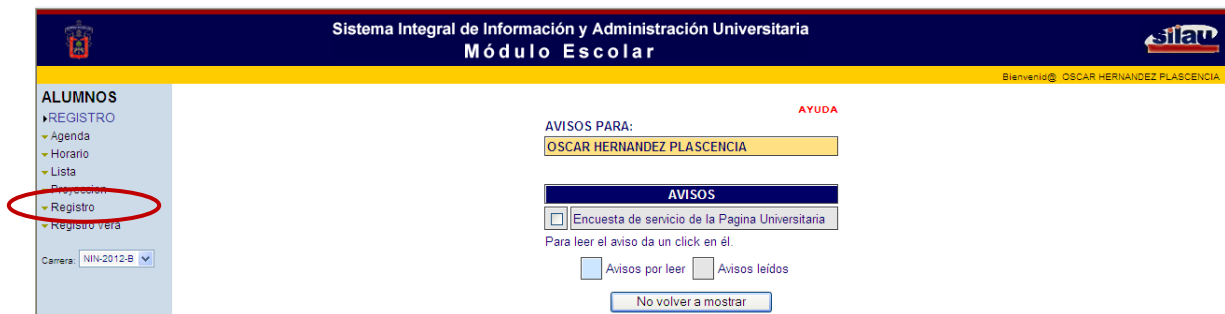 Sistema Integral de Información y Administración Universitaria
Módulo Escolar
siiau
Bienvenid@ OSCAR HERNANDEZ PLASCENCIA
ALUMNOS
REGISTRO
Agenda
Horario
Lista
Proyeccion
Registro
Registro Vera
Carrera: NIN-2012-B
AYUDA
AVISOS PARA:
OSCAR HERNANDEZ PLASCENCIA
AVISOS
Encuesta de servicio de la Pagina Universitaria
Para leer el aviso da un click en él.
Avisos por leer Avisos leídos
No volver a mostrar